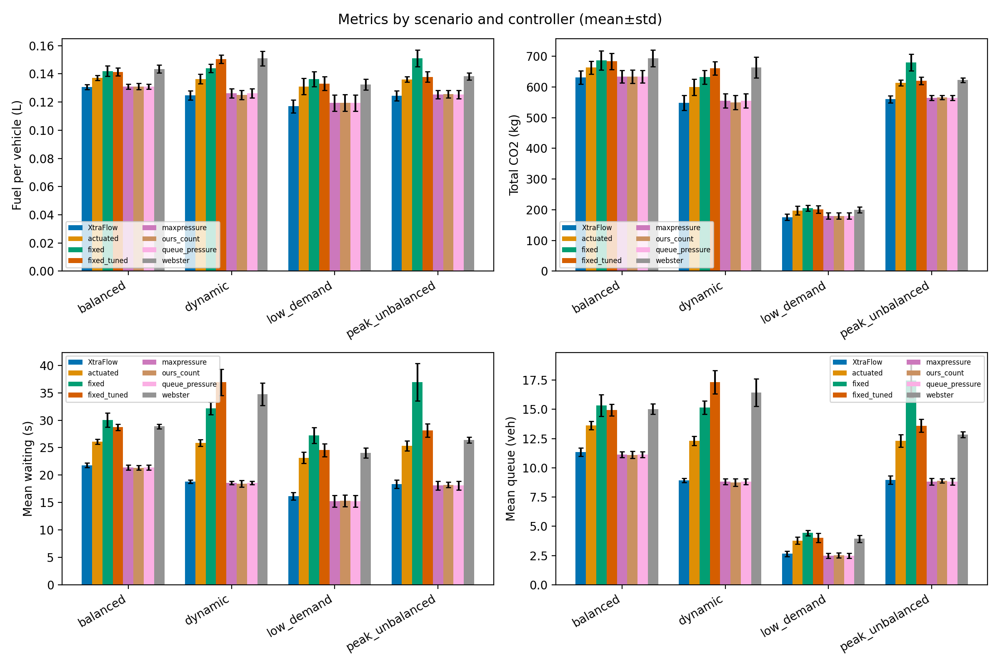 Metrics by scenario and controller (mean±std)
Fuel per vehicle (L)
0.16
0.14
0.12
0.10
0.08
0.06
0.04
0.02
0.00
XtraFlow
actuated
fixed
fixed_tuned
maxpressure
ours_count
queue_pressure
webster
balanced
dynamic
low_demand
peak_unbalanced
Total CO2 (kg)
700
600
500
400
300
200
100
0
XtraFlow
actuated
fixed
fixed_tuned
maxpressure
ours_count
queue_pressure
webster
balanced
dynamic
low_demand
peak_unbalanced
Mean waiting (s)
40
35
30
25
20
15
10
5
0
XtraFlow
actuated
fixed
fixed_tuned
maxpressure
ours_count
queue_pressure
webster
balanced
dynamic
low_demand
peak_unbalanced
Mean queue (veh)
17.5
15.0
12.5
10.0
7.5
5.0
2.5
0.0
XtraFlow
actuated
fixed
fixed_tuned
maxpressure
ours_count
queue_pressure
webster
balanced
dynamic
low_demand
peak_unbalanced